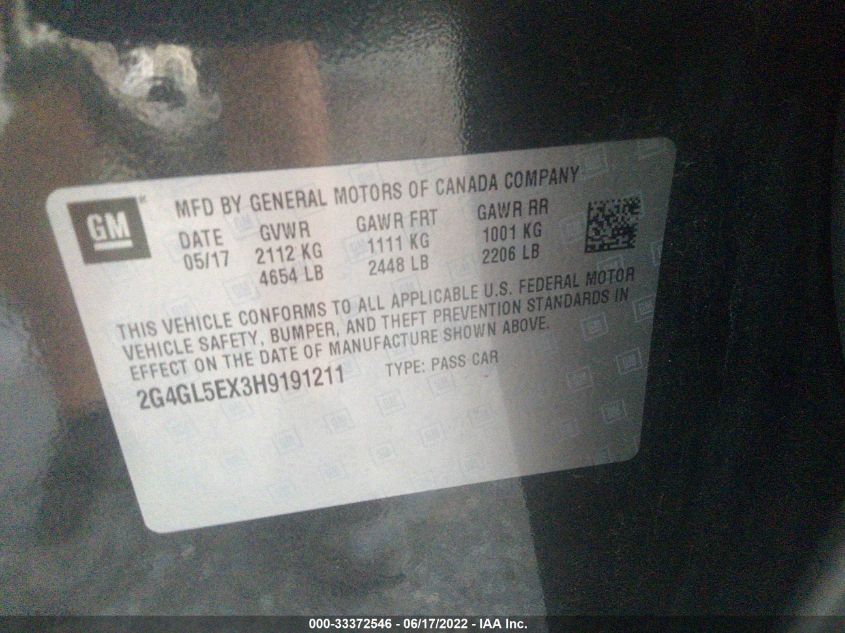 GM
MFD BY GENERAL MOTORS OF CANADA COMPANY
DATE GVWR GAWR FRT GAWR RR
05/17 2112 KG 1111 KG 1001 KG
4654 LB 2448 LB 2206 LB
THIS VEHICLE CONFORMS TO ALL APPLICABLE U.S. FEDERAL MOTOR
VEHICLE SAFETY, BUMPER, AND THEFT PREVENTION STANDARDS IN
EFFECT ON THE DATE OF MANUFACTURE SHOWN ABOVE.
2G4GL5EX3H9191211 TYPE: PASS CAR
000-33372546 - 06/17/2022 - IAA Inc.